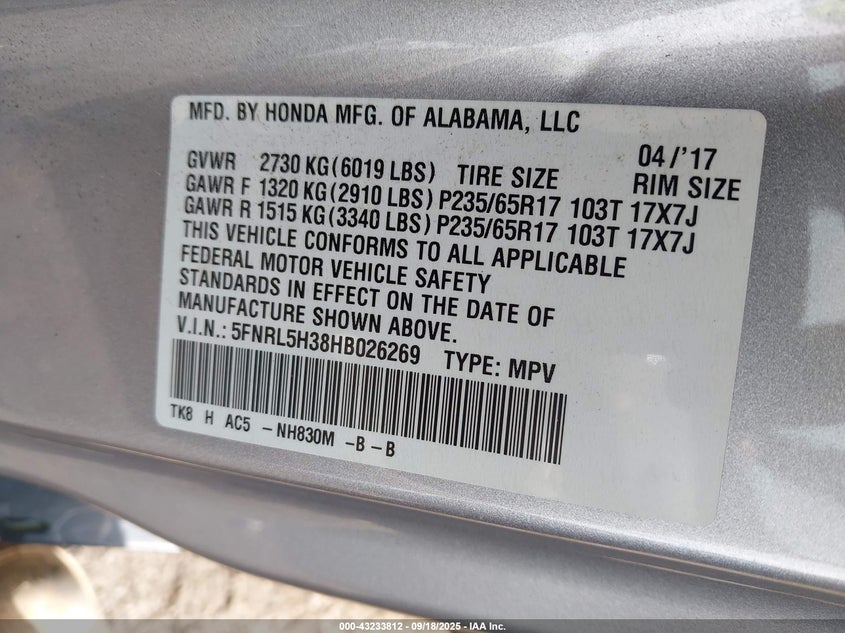 MFD. BY HONDA MFG. OF ALABAMA, LLC
04/'17
GVWR 2730 KG(6019 LBS) TIRE SIZE RIM SIZE
GAWR F 1320 KG(2910 LBS) P235/65R17 103T 17X7J
GAWR R 1515 KG(3340 LBS) P235/65R17 103T 17X7J
THIS VEHICLE CONFORMS TO ALL APPLICABLE
FEDERAL MOTOR VEHICLE SAFETY
STANDARDS IN EFFECT ON THE DATE OF
MANUFACTURE SHOWN ABOVE.
V.I.N.: 5FNRL5H38HB026269 TYPE: MPV
TK8 H AC5 -NH830M -B-B
000-43233812 - 09/18/2025 - IAA Inc.